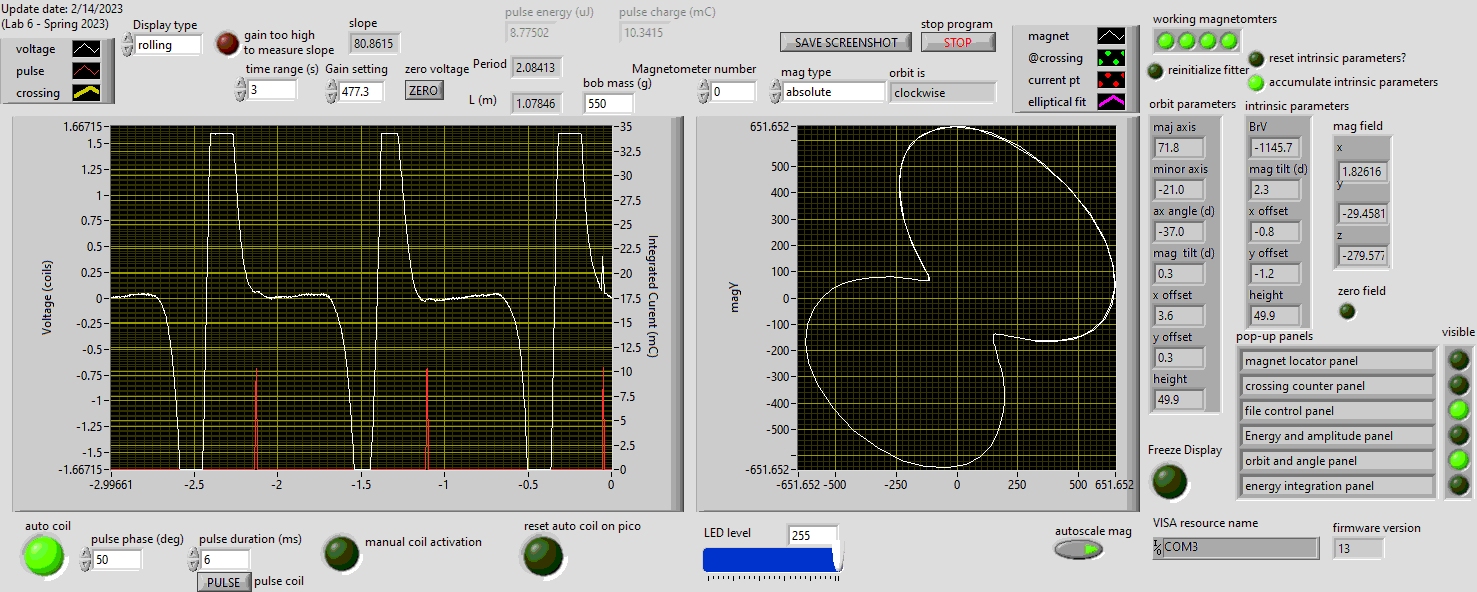 Update date: 2/14/2023
(Lab 6 - Spring 2023)
voltage
pulse
crossing
Display type
rolling
gain too high
to measure slope
slope
80.8615
time range (s)
3
Gain setting
477.3
zero voltage
ZERO
pulse energy (uJ)
8.77502
pulse charge (mC)
10.3415
Period
2.08413
L (m)
1.07846
bob mass (g)
550
Magnetometer number
0
SAVE SCREENSHOT
stop program
STOP
mag type
absolute
orbit is
clockwise
magnet
@crossing
current pt
elliptical fit
working magnetomters
reinitialize fitter
reset intrinsic parameters?
accumulate intrinsic parameters
orbit parameters
maj axis
71.8
minor axis
-21.0
ax angle (d)
-37.0
mag tilt (d)
0.3
x offset
3.6
y offset
0.3
height
49.9
intrinsic parameters
BrV
-1145.7
mag tilt (d)
2.3
x offset
-0.8
y offset
-1.2
height
49.9
mag field
x
1.82616
y
-29.4581
z
-279.577
zero field
Voltage (coils)
1.66715
1.5
1.25
1
0.75
0.5
0.25
0
-0.25
-0.5
-0.75
-1
-1.25
-1.5
-1.66715
-2.99661
-2.5
-2
-1.5
-1
-0.5
0
35
32.5
30
27.5
25
22.5
20
17.5
15
12.5
10
7.5
5
2.5
0
Integrated Current (mC)
magy
651.652
500
400
300
200
100
0
-100
-200
-300
-400
-500
-651.652
-651.652
-500
-250
0
250
500
651.652
pop-up panels
visible
magnet locator panel
crossing counter panel
file control panel
Energy and amplitude panel
orbit and angle panel
energy integration panel
Freeze Display
auto coil
pulse phase (deg)
50
pulse duration (ms)
6
PULSE
pulse coil
manual coil activation
reset auto coil on pico
LED level
255
autoscale mag
VISA resource name
COM3
firmware version
13